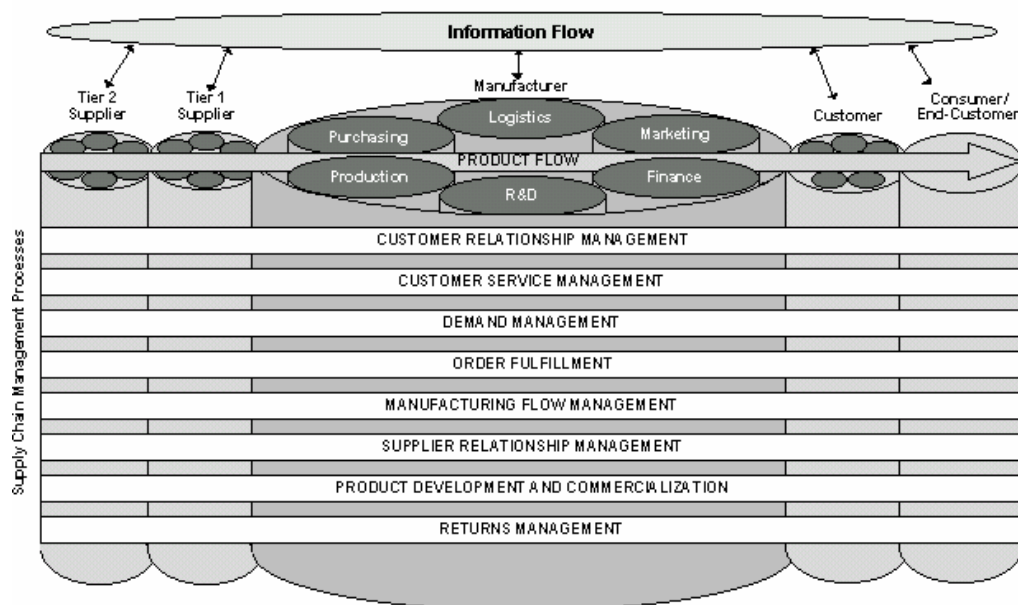 Information Flow
Tier 2
Supplier
Tier 1
Supplier
Manufacturer
Customer
Consumer/
End-Customer
Logistics
Purchasing
Marketing
PRODUCT FLOW
Production
Finance
R&D
Supply Chain Management Processes
CUSTOMER RELATIONSHIP MANAGEMENT
CUSTOMER SERVICE MANAGEMENT
DEMAND MANAGEMENT
ORDER FULFILLMENT
MANUFACTURING FLOW MANAGEMENT
SUPPLIER RELATIONSHIP MANAGEMENT
PRODUCT DEVELOPMENT AND COMMERCIALIZATION
RETURNS MANAGEMENT